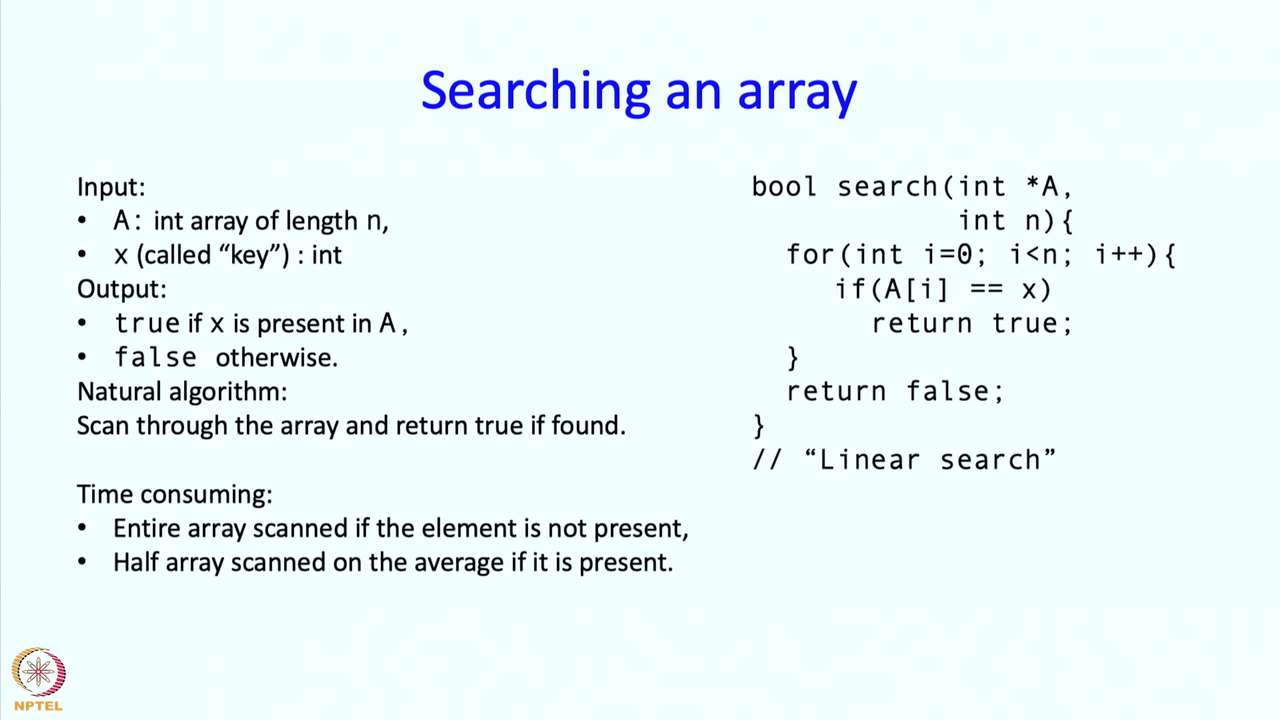 Searching an array
Input:
• A: int array of length n,
• x (called “key”) : int
Output:
• true if x is present in A,
• false otherwise.
Natural algorithm:
Scan through the array and return true if found.
Time consuming:
• Entire array scanned if the element is not present,
• Half array scanned on the average if it is present.
bool search(int *A,
int n){
for(int i=0; i<n; i++){
if(A[i] == x)
return true;
}
return false;
}
// “Linear search”
NPTEL